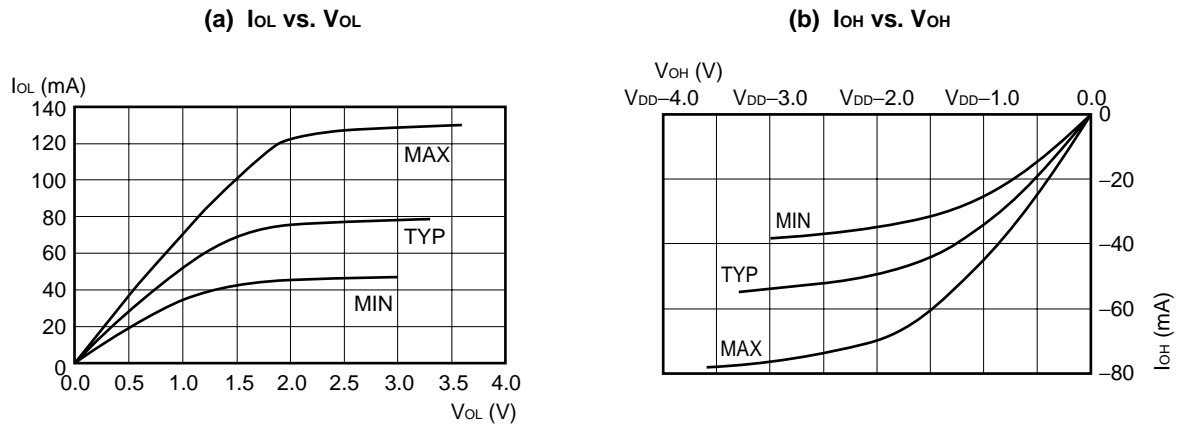 (a) IOL vs. VOL
IOL (mA)
140
120
100
80
60
40
20
0
MAX
TYP
MIN
0.0 0.5 1.0 1.5 2.0 2.5 3.0 3.5 4.0
VOL (V)
(b) IOH vs. VOH
VOH (V)
VDD–4.0 VDD–3.0 VDD–2.0 VDD–1.0 0.0
0
–20
–40
–60
–80
MIN
TYP
MAX
IOH (mA)